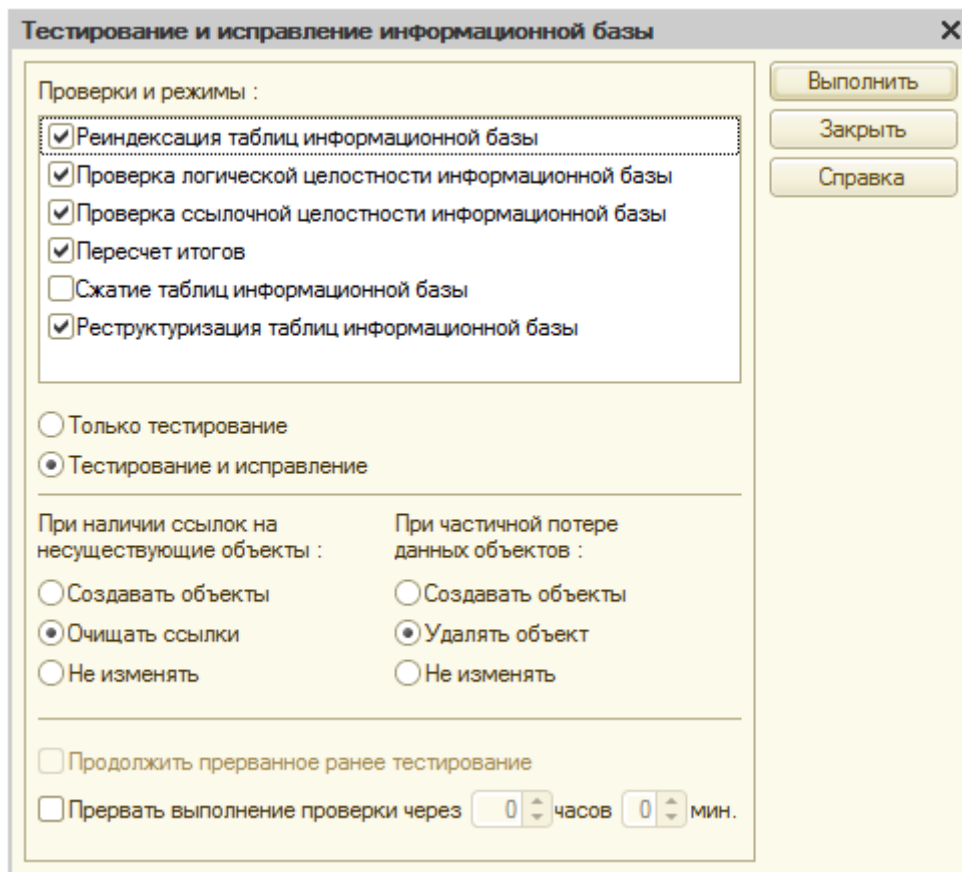 Тестирование и исправление информационной базы
Проверки и режимы :
Реиндексация таблиц информационной базы
Проверка логической целостности информационной базы
Проверка ссылочной целостности информационной базы
Пересчет итогов
Сжатие таблиц информационной базы
Реструктуризация таблиц информационной базы
Выполнить
Закрыть
Справка
Только тестирование
Тестирование и исправление
При наличии ссылок на
несуществующие объекты :
Создавать объекты
Очищать ссылки
Не изменять
При частичной потере
данных объектов :
Создавать объекты
Удалять объект
Не изменять
Продолжить прерванное ранее тестирование
Прервать выполнение проверки через 0 часов 0 мин.